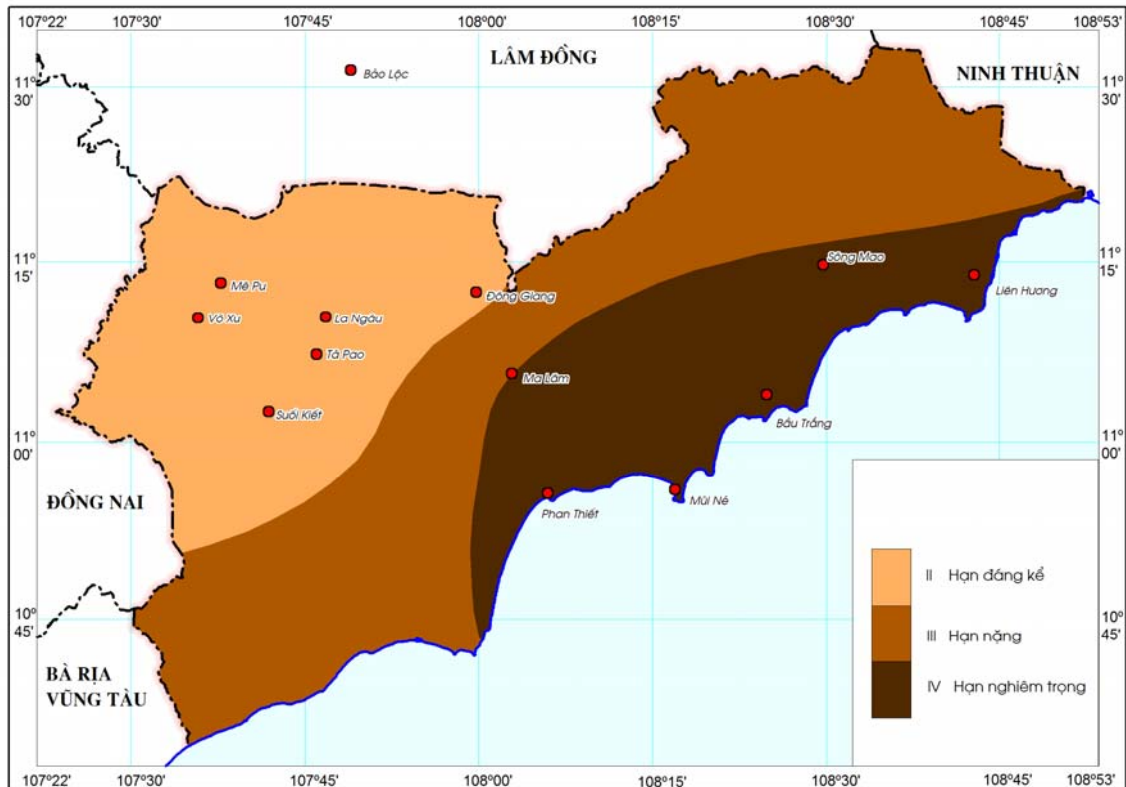 107°22' 107°30' 107°45' 108°00' 108°15' 108°30' 108°45' 108°53'
LÂM ĐỒNG
Bảo Lộc
NINH THUẬN
11° 30'
11° 30'
11° 15'
11° 15'
Sông Mao
Mê Pu
Liên Hương
Đông Giang
Võ Xu
La Ngâu
Tà Pao
Ma Lâm
Bầu Trắng
Suối Kiết
11° 00'
11° 00'
ĐỒNG NAI
Mũi Né
Phan Thiết
II Hạn đáng kể
10° 45'
10° 45'
III Hạn nặng
BÀ RỊA
VŨNG TÀU
IV Hạn nghiêm trọng
107°22' 107°30' 107°45' 108°00' 108°15' 108°30' 108°45' 108°53'